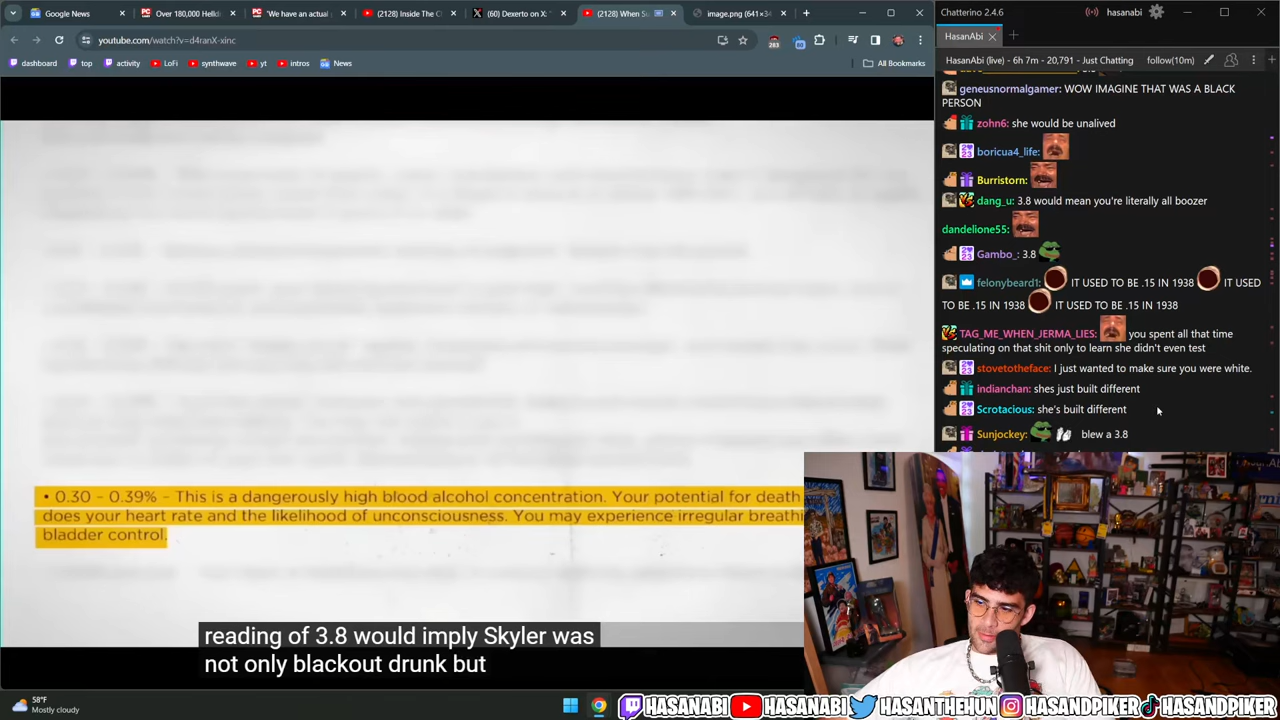 Google News
Over 180,000 Helldi
'We have an actual
(2128) Inside The C
(60) Dexerto on X:
(2128) When S
image.png (641×34
youtube.com/watch?v=d4ranX-xinc
283
dashboard
top
activity
LoFi
synthwave
yt
intros
News
All Bookmarks
• 0.30 - 0.39% - This is a dangerously high blood alcohol concentration. Your potential for death
does your heart rate and the likelihood of unconsciousness. You may experience irregular breathi
bladder control.
reading of 3.8 would imply Skyler was
not only blackout drunk but
Chatterino 2.4.6
hasanabi
HasanAbi
HasanAbi (live) - 6h 7m - 20,791 - Just Chatting
follow(10m)
geneusnormalgamer: WOW IMAGINE THAT WAS A BLACK
PERSON
zohn6: she would be unalived
boricua4_life:
Burristorn:
dang_u: 3.8 would mean you're literally all boozer
dandelione55:
Gambo_: 3.8
felonybeard1: IT USED TO BE .15 IN 1938 IT USED
TO BE .15 IN 1938 IT USED TO BE .15 IN 1938
TAG_ME_WHEN_JERMA_LIES: you spent all that time
speculating on that shit only to learn she didn't even test
stovetotheface: I just wanted to make sure you were white.
indianchan: shes just built different
Scrotacious: she's built different
Sunjockey: blew a 3.8
58°F
Mostly cloudy
HASANABI
HASANABI
HASANTHEHUN
HASANDPIKER
HASANDPIKER